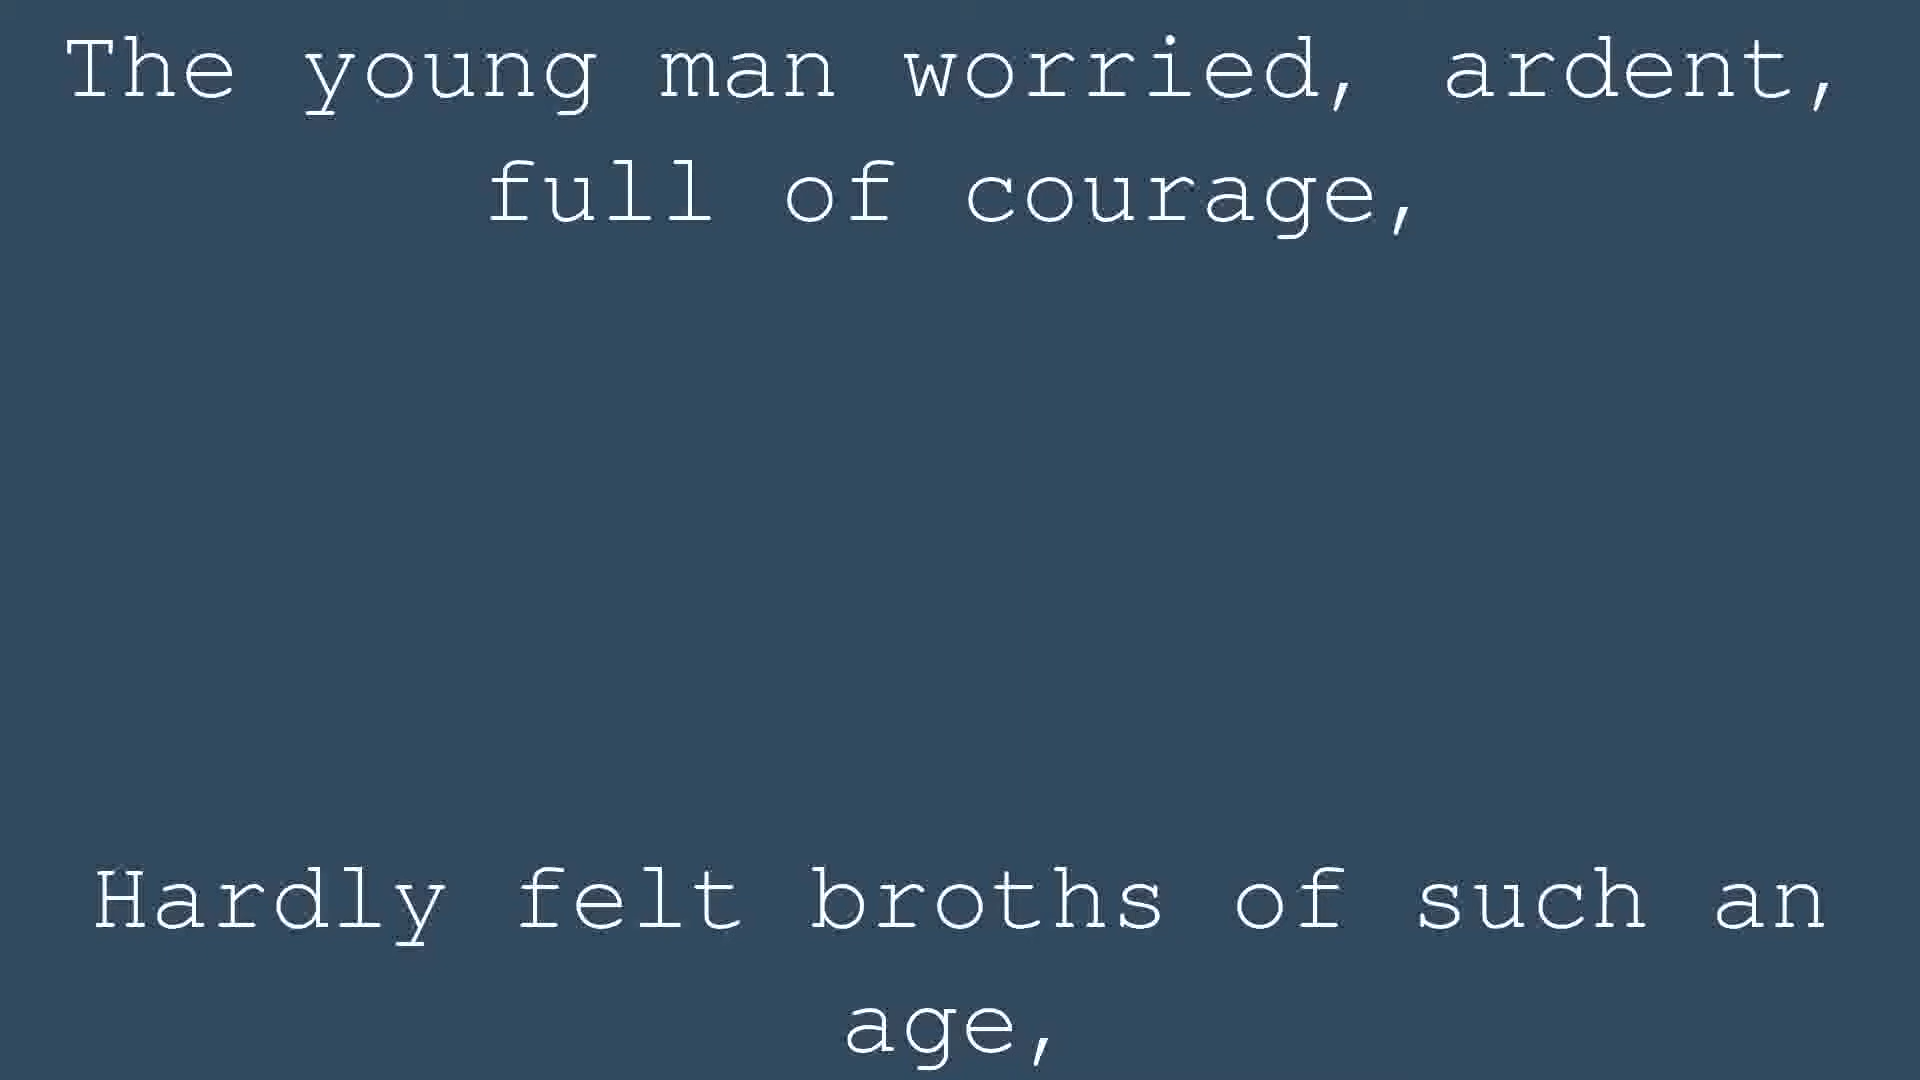 The young man worried, ardent,
full of courage,
Hardly felt broths of such an
age,